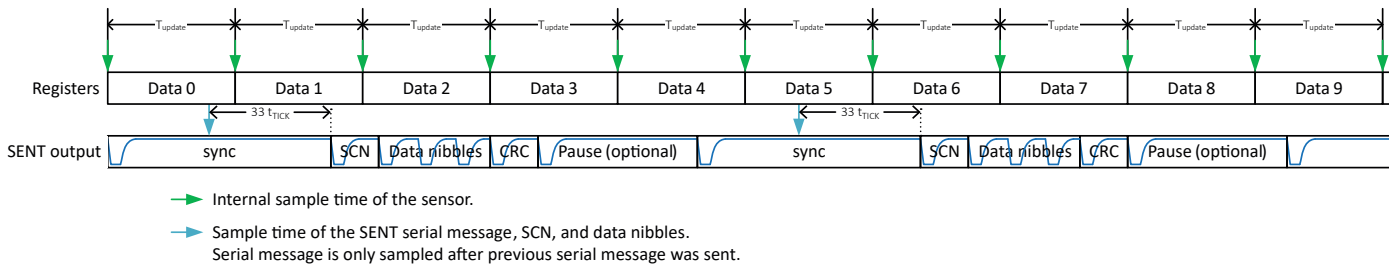 Tupdate Tupdate Tupdate Tupdate Tupdate Tupdate Tupdate Tupdate Tupdate Tupdate
Registers Data 0 Data 1 Data 2 Data 3 Data 4 Data 5 Data 6 Data 7 Data 8 Data 9
33 tTICK 33 tTICK
SENT output sync SCN Data nibbles CRC Pause (optional) sync SCN Data nibbles CRC Pause (optional)
Internal sample time of the sensor.
Sample time of the SENT serial message, SCN, and data nibbles.
Serial message is only sampled after previous serial message was sent.